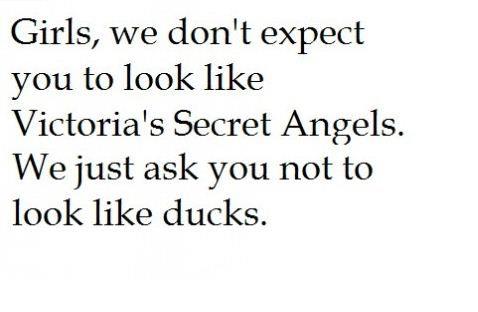 Girls, we don't expect
you to look like
Victoria's Secret Angels.
We just ask you not to
look like ducks.